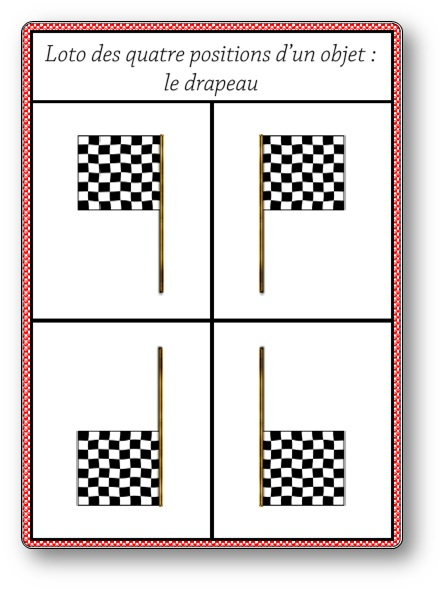 Loto des quatre positions d’un objet :
le drapeau